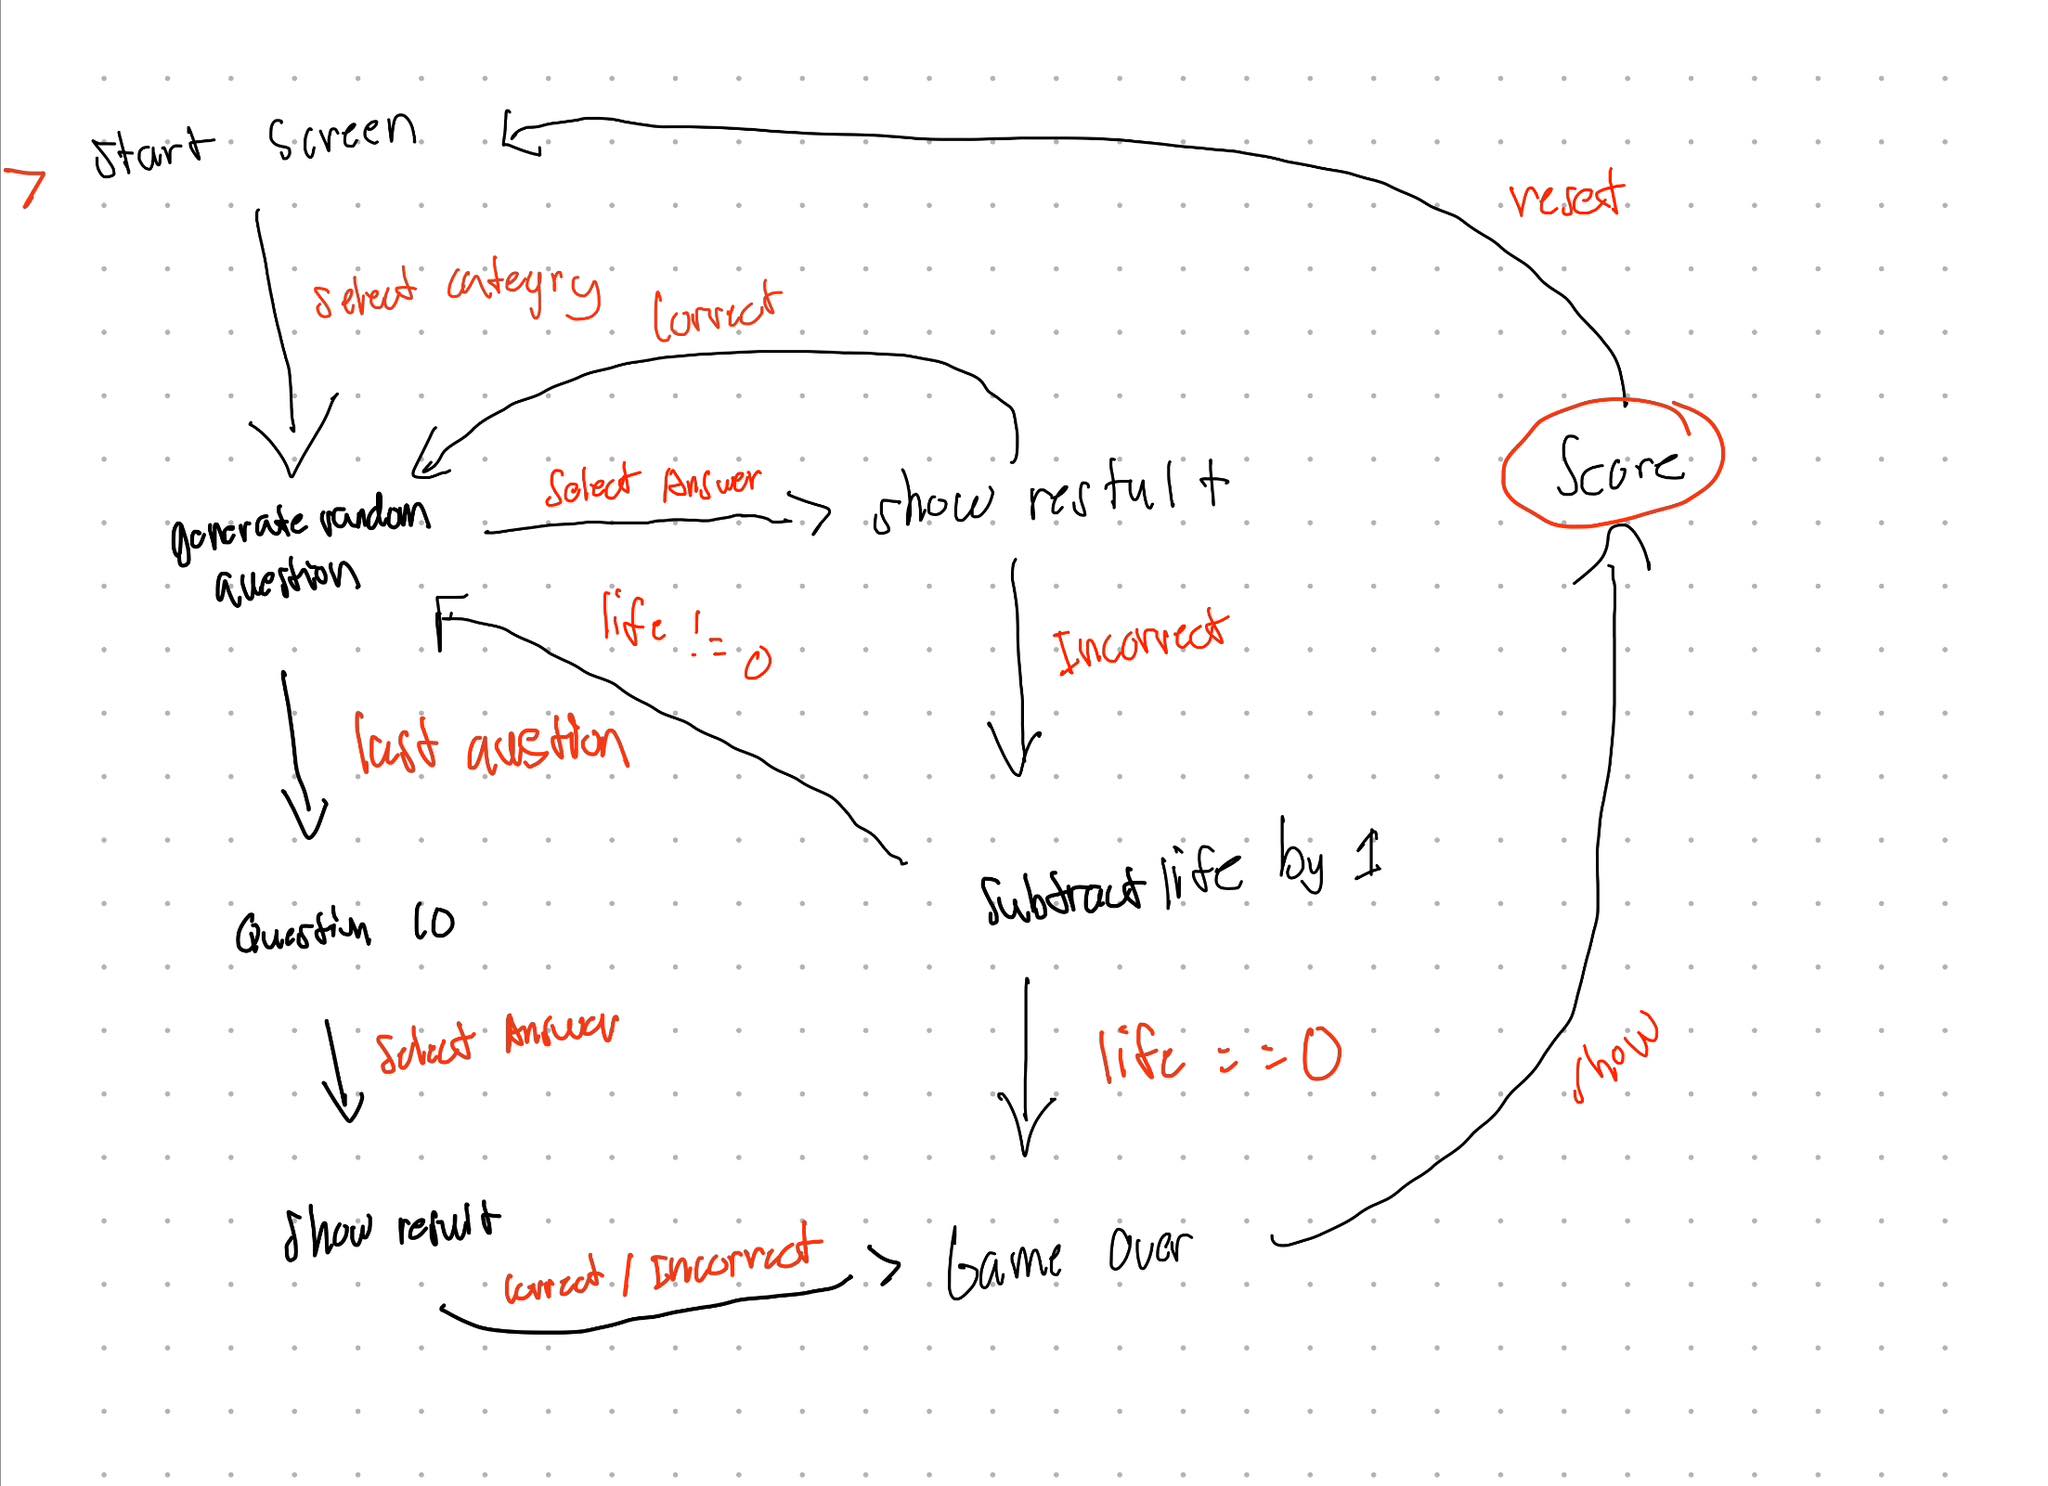 Start Screen
reset
select categry
Correct
Score
Select Answer
show restult
generate random
question
life != 0
Incorrect
last question
Subtract life by 1
Question 10
Select Answer
life == 0
show
Show result
Correct / Incorrect
Game Over